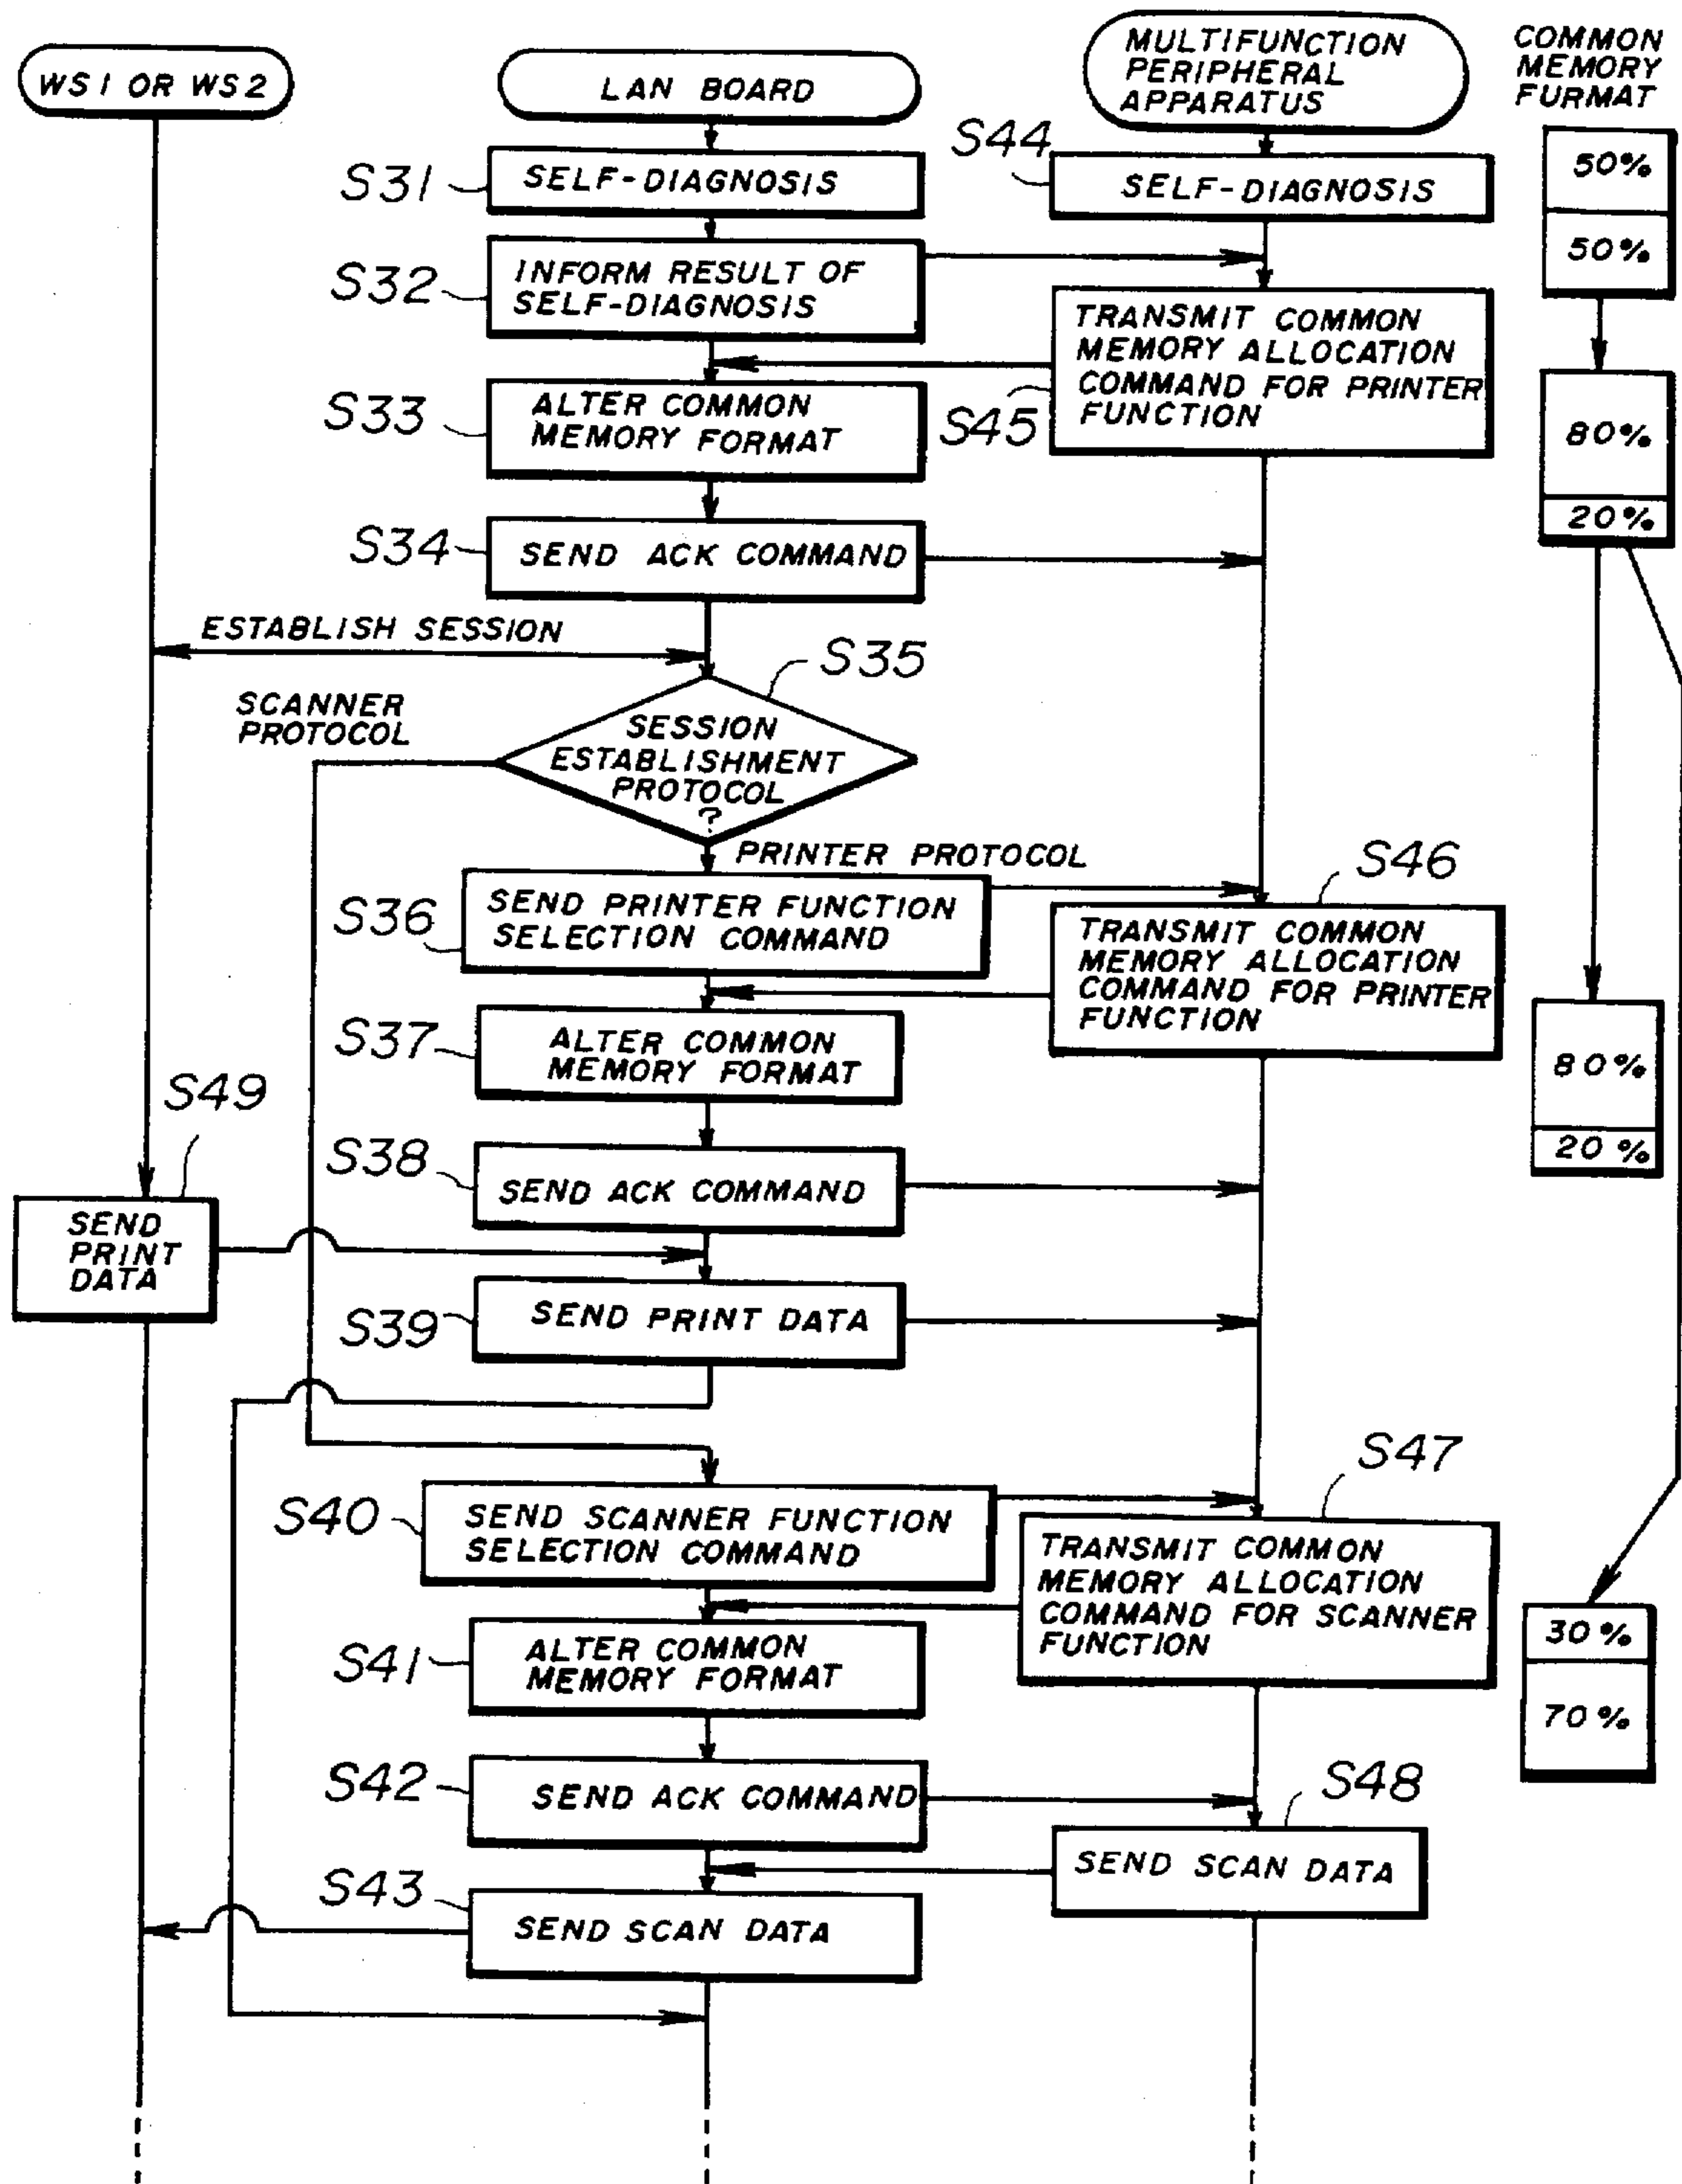 WS1 OR WS2
LAN BOARD
MULTIFUNCTION
PERIPHERAL
APPARATUS
COMMON
MEMORY
FURMAT
S31
SELF-DIAGNOSIS
S44
SELF-DIAGNOSIS
50%
50%
S32
INFORM RESULT OF
SELF-DIAGNOSIS
TRANSMIT COMMON
MEMORY ALLOCATION
COMMAND FOR PRINTER
FUNCTION
S45
S33
ALTER COMMON
MEMORY FORMAT
80%
20%
S34
SEND ACK COMMAND
ESTABLISH SESSION
S35
SCANNER
PROTOCOL
SESSION
ESTABLISHMENT
PROTOCOL
?
PRINTER PROTOCOL
S36
SEND PRINTER FUNCTION
SELECTION COMMAND
S46
TRANSMIT COMMON
MEMORY ALLOCATION
COMMAND FOR PRINTER
FUNCTION
S37
ALTER COMMON
MEMORY FORMAT
80%
20%
S49
S38
SEND ACK COMMAND
SEND
PRINT
DATA
S39
SEND PRINT DATA
S40
SEND SCANNER FUNCTION
SELECTION COMMAND
S47
TRANSMIT COMMON
MEMORY ALLOCATION
COMMAND FOR SCANNER
FUNCTION
30%
70%
S41
ALTER COMMON
MEMORY FORMAT
S42
SEND ACK COMMAND
S48
SEND SCAN DATA
S43
SEND SCAN DATA